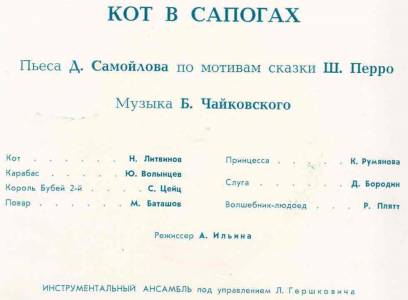 КОТ В САПОГАХ
Пьеса Д. Самойлова по мотивам сказки Ш. Перро
Музыка Б. Чайковского
Кот . . . . . . Н. Литвинов
Карабас . . . . . Ю. Волынцев
Король Бубей 2-й . . . . С. Цейц
Повар . . . . . М. Баташов
Принцесса . . . . . К. Румянова
Слуга . . . . . . Д. Бородин
Волшебник-людоед . . . Р. Плятт
Режиссер А. Ильина
ИНСТРУМЕНТАЛЬНЫЙ АНСАМБЛЬ под управлением Л. Гершковича